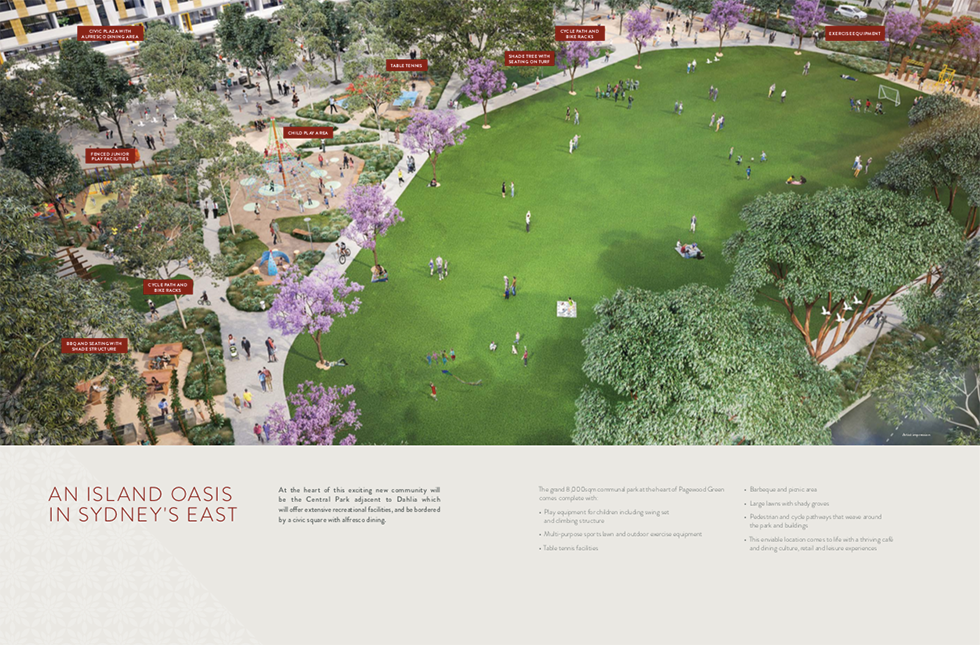 CIVIC PLAZA WITH
ALFRESCO DINING AREA
CYCLE PATH AND
BIKE RACKS
EXERCISE EQUIPMENT
SHADE TREE WITH
SEATING ON TURF
TABLE TENNIS
CHILD PLAY AREA
FENCED JUNIOR
PLAY FACILITIES
CYCLE PATH AND
BIKE RACKS
BBQ AND SEATING WITH
SHADE STRUCTURE
AN ISLAND OASIS
IN SYDNEY'S EAST
At the heart of this exciting new community will
be the Central Park adjacent to Dahlia which
will offer extensive recreational facilities, and be bordered
by a civic square with alfresco dining.
The grand 8,000sqm communal park at the heart of Pagewood Green
comes complete with:
• Play equipment for children including swing set
and climbing structure
• Multi-purpose sports lawn and outdoor exercise equipment
• Table tennis facilities
• Barbeque and picnic area
• Large lawns with shady groves
• Pedestrian and cycle pathways that weave around
the park and buildings
• This enviable location comes to life with a thriving café
and dining culture, retail and leisure experiences